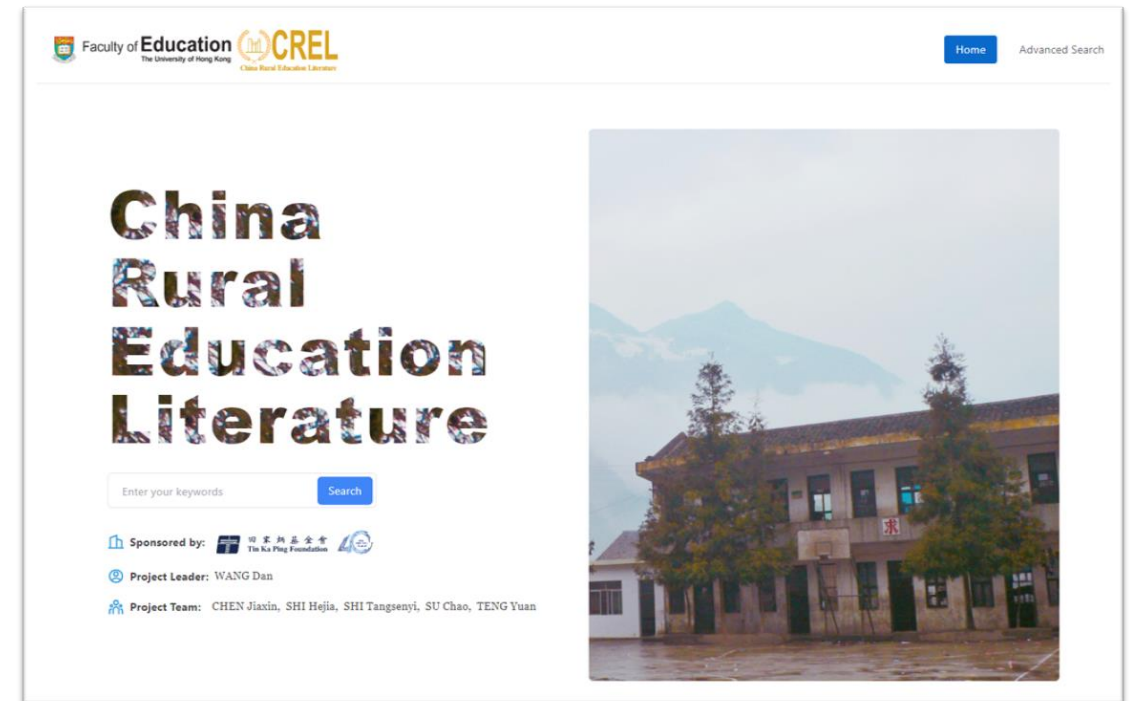 Faculty of Education
The University of Hong Kong
CREL
China Rural Education Literature
Home
Advanced Search
China
Rural
Education
Literature
Enter your keywords
Search
Sponsored by:
田家炳基金會
Tin Ka Ping Foundation
40
Project Leader: WANG Dan
Project Team: CHEN Jiaxin, SHI Hejia, SHI Tangsenyi, SU Chao, TENG Yuan
求